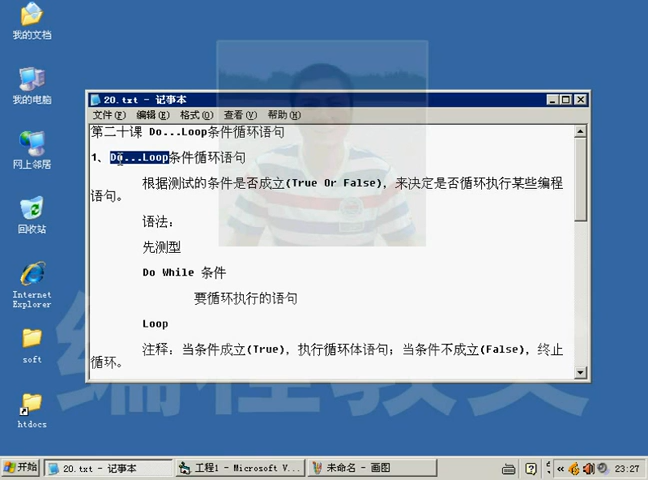 我的文档
我的电脑
网上邻居
回收站
Internet
Explorer
soft
htdocs
20.txt - 记事本
文件(F) 编辑(E) 格式(O) 查看(V) 帮助(H)
第二十课 Do...Loop条件循环语句
1、Do...Loop条件循环语句
根据测试的条件是否成立(True Or False)，来决定是否循环执行某些编程
语句。
语法：
先测型
Do While 条件
要循环执行的语句
Loop
注释：当条件成立(True)，执行循环体语句；当条件不成立(False)，终止
循环。
开始
20.txt - 记事本
工程1 - Microsoft V...
未命名 - 画图
23:27